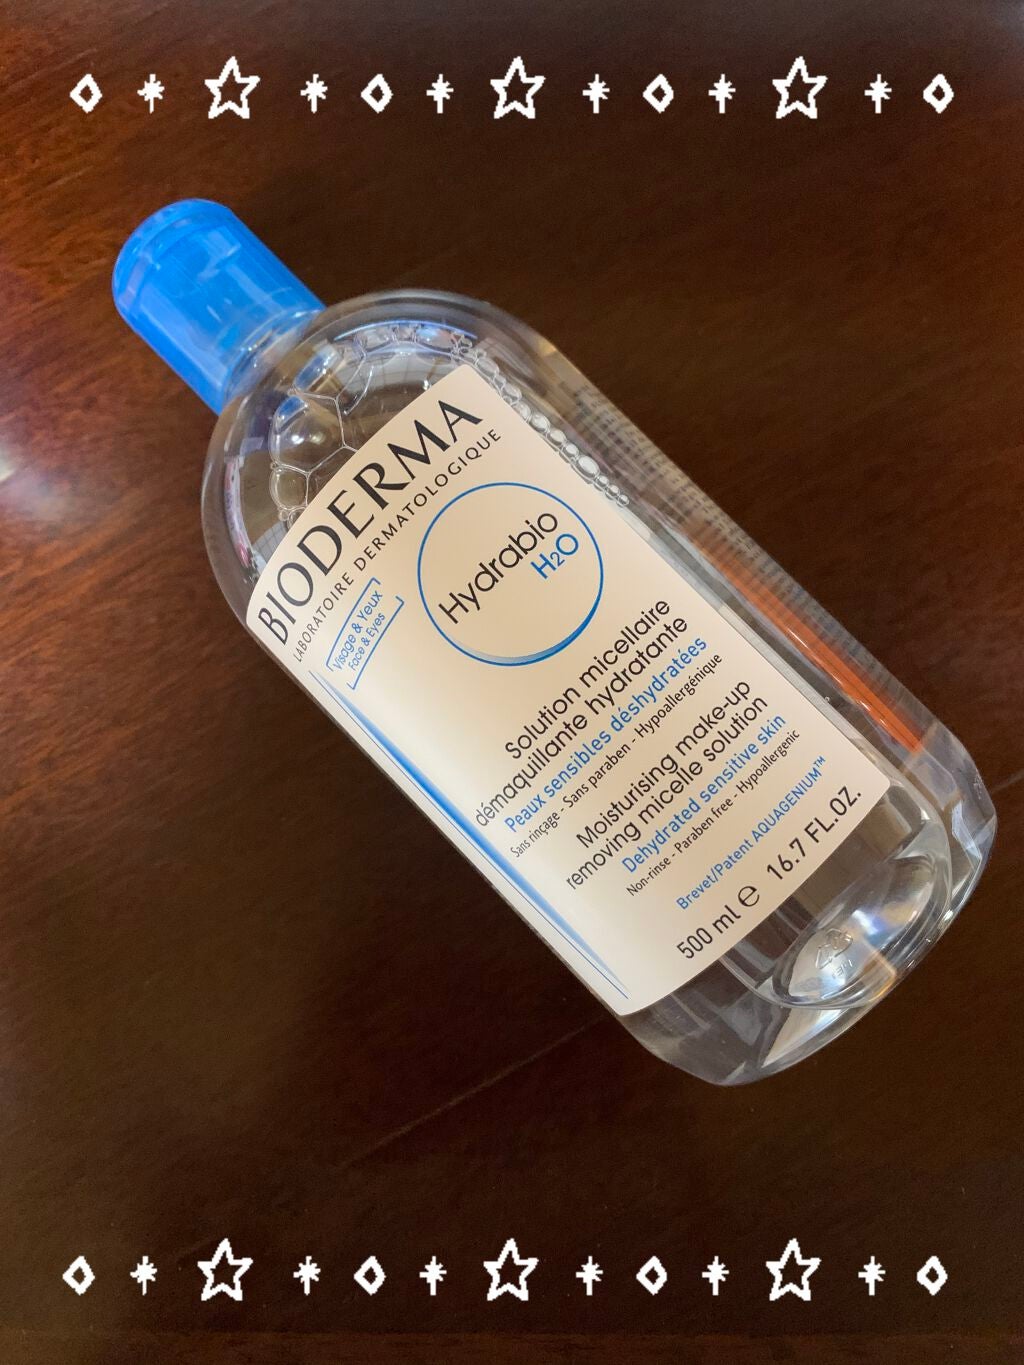 BIODERMA
LABORATOIRE DERMATOLOGIQUE
Visage & Yeux
Face & Eyes
Hydrabio
H2O
Solution micellaire
démaquillante hydratante
Peaux sensibles déshydratées
Sans rinçage - Sans paraben - Hypoallergénique
Moisturising make-up
removing micelle solution
Dehydrated sensitive skin
Non-rinse - Paraben free - Hypoallergenic
Brevet/Patent AQUAGENIUM™
500 ml ℮ 16.7 FL.OZ.